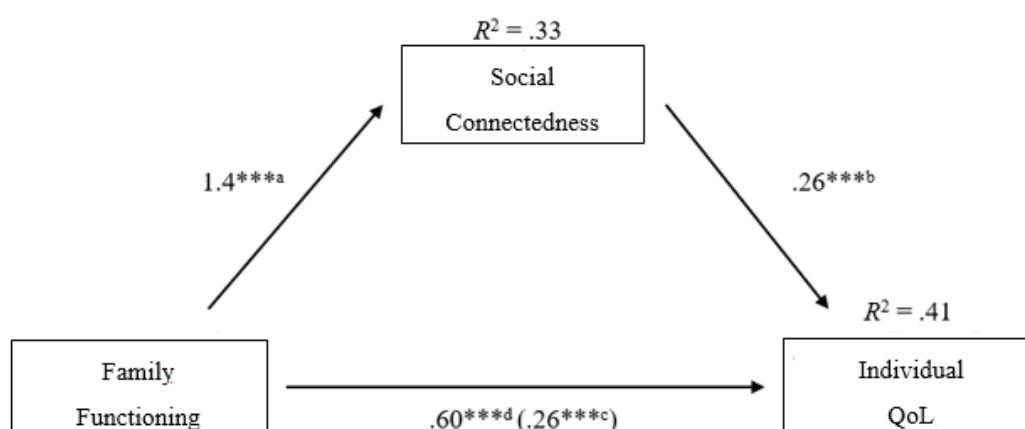 R² = .33
Social
Connectedness
1.4***ᵃ
.26***ᵇ
R² = .41
Family
Functioning
Individual
QoL
.60***ᵈ (.26***ᶜ)